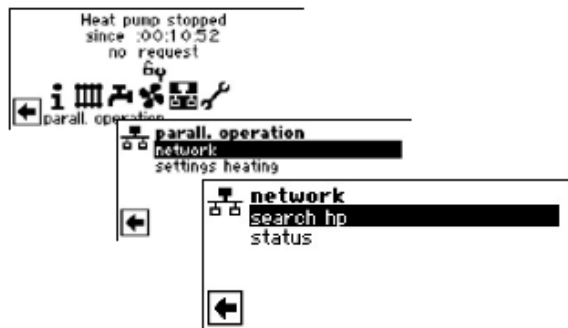 Heat pump stopped
since :00:10:52
no request
parall. operation
parall. operation
network
settings heating
network
search hp
status